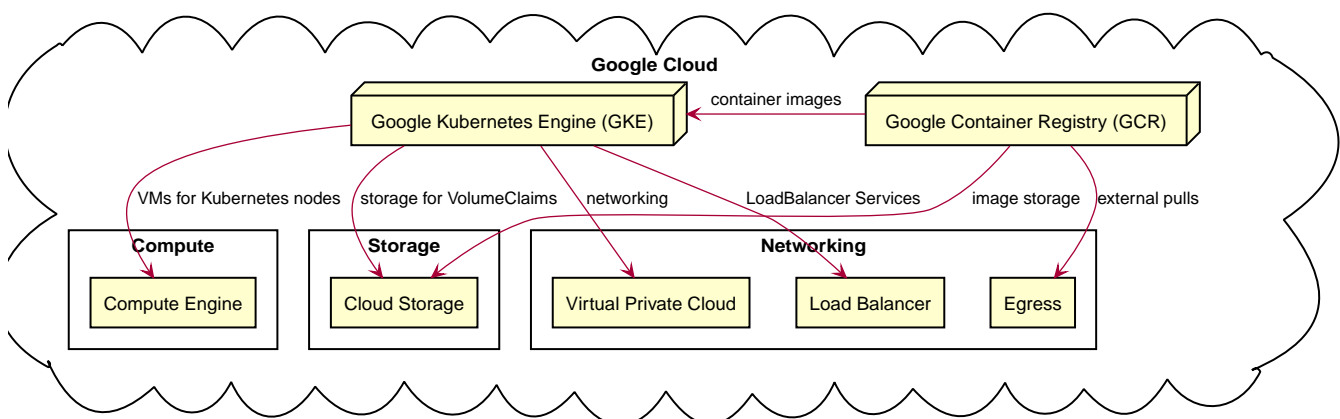 Google Cloud
container images
Google Kubernetes Engine (GKE)
Google Container Registry (GCR)
VMs for Kubernetes nodes
storage for VolumeClaims
networking
LoadBalancer Services
image storage
external pulls
Compute
Storage
Networking
Compute Engine
Cloud Storage
Virtual Private Cloud
Load Balancer
Egress